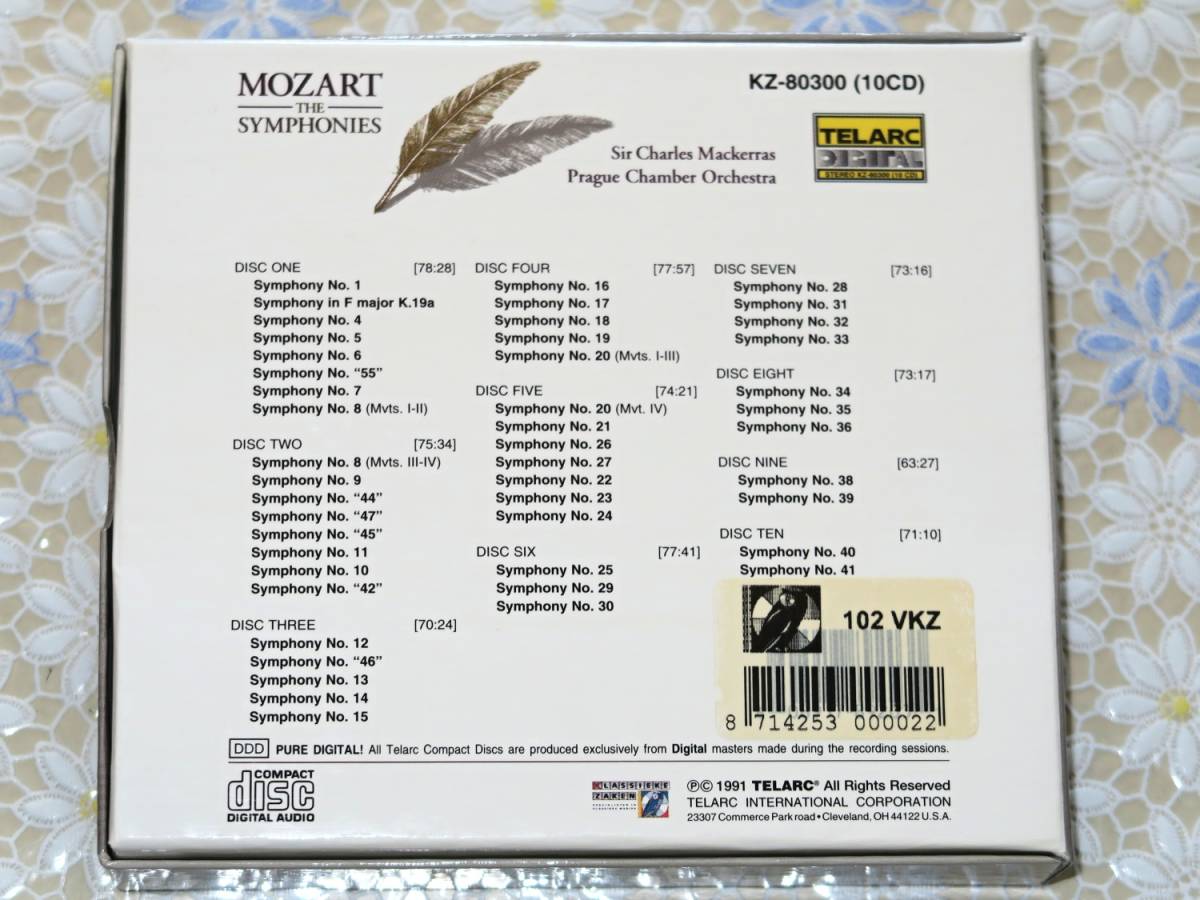 MOZART
THE
SYMPHONIES
KZ-80300 (10CD)
TELARC
DIGITAL
STEREO KZ-80300 (10 CD)
Sir Charles Mackerras
Prague Chamber Orchestra
DISC ONE [78:28]
Symphony No. 1
Symphony in F major K.19a
Symphony No. 4
Symphony No. 5
Symphony No. 6
Symphony No. “55”
Symphony No. 7
Symphony No. 8 (Mvts. I-II)
DISC TWO [75:34]
Symphony No. 8 (Mvts. III-IV)
Symphony No. 9
Symphony No. “44”
Symphony No. “47”
Symphony No. “45”
Symphony No. 11
Symphony No. 10
Symphony No. “42”
DISC THREE [70:24]
Symphony No. 12
Symphony No. “46”
Symphony No. 13
Symphony No. 14
Symphony No. 15
DISC FOUR [77:57]
Symphony No. 16
Symphony No. 17
Symphony No. 18
Symphony No. 19
Symphony No. 20 (Mvts. I-III)
DISC FIVE [74:21]
Symphony No. 20 (Mvt. IV)
Symphony No. 21
Symphony No. 26
Symphony No. 27
Symphony No. 22
Symphony No. 23
Symphony No. 24
DISC SIX [77:41]
Symphony No. 25
Symphony No. 29
Symphony No. 30
DISC SEVEN [73:16]
Symphony No. 28
Symphony No. 31
Symphony No. 32
Symphony No. 33
DISC EIGHT [73:17]
Symphony No. 34
Symphony No. 35
Symphony No. 36
DISC NINE [63:27]
Symphony No. 38
Symphony No. 39
DISC TEN [71:10]
Symphony No. 40
Symphony No. 41
102 VKZ
8 714253 000022
DDD PURE DIGITAL! All Telarc Compact Discs are produced exclusively from Digital masters made during the recording sessions.
COMPACT
disc
DIGITAL AUDIO
KLASSIEKE
ZAKEN
Ⓟ© 1991 TELARC® All Rights Reserved
TELARC INTERNATIONAL CORPORATION
23307 Commerce Park road • Cleveland, OH 44122 U.S.A.